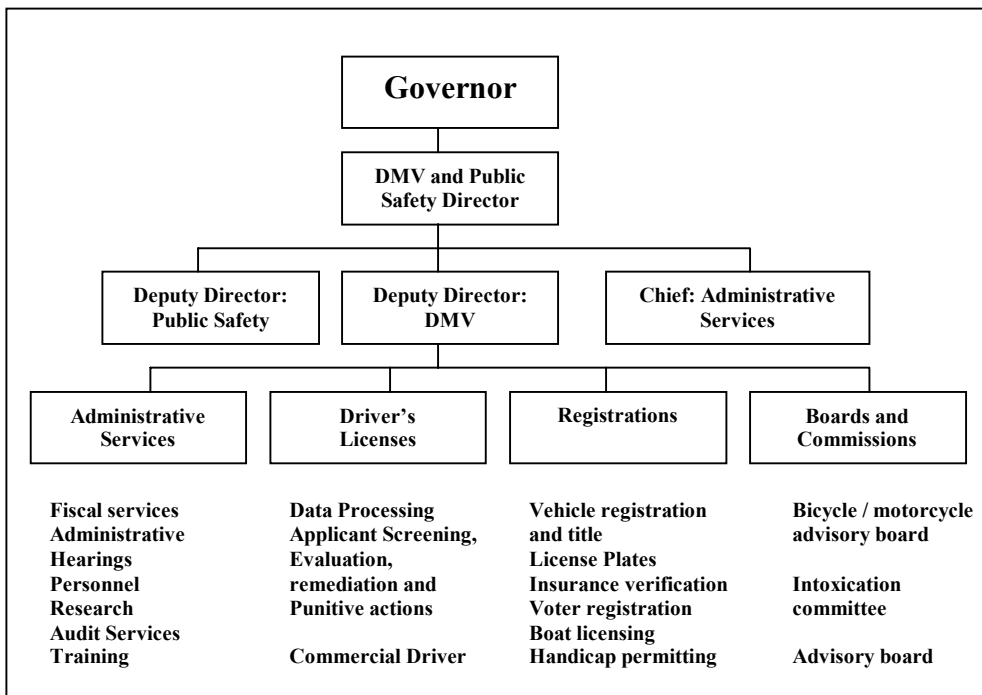 Governor
DMV and Public
Safety Director
Deputy Director:
Public Safety
Deputy Director:
DMV
Chief: Administrative
Services
Administrative
Services
Driver’s
Licenses
Registrations
Boards and
Commissions
Fiscal services
Administrative
Hearings
Personnel
Research
Audit Services
Training
Data Processing
Applicant Screening,
Evaluation,
remediation and
Punitive actions
Commercial Driver
Vehicle registration
and title
License Plates
Insurance verification
Voter registration
Boat licensing
Handicap permitting
Bicycle / motorcycle
advisory board
Intoxication
committee
Advisory board